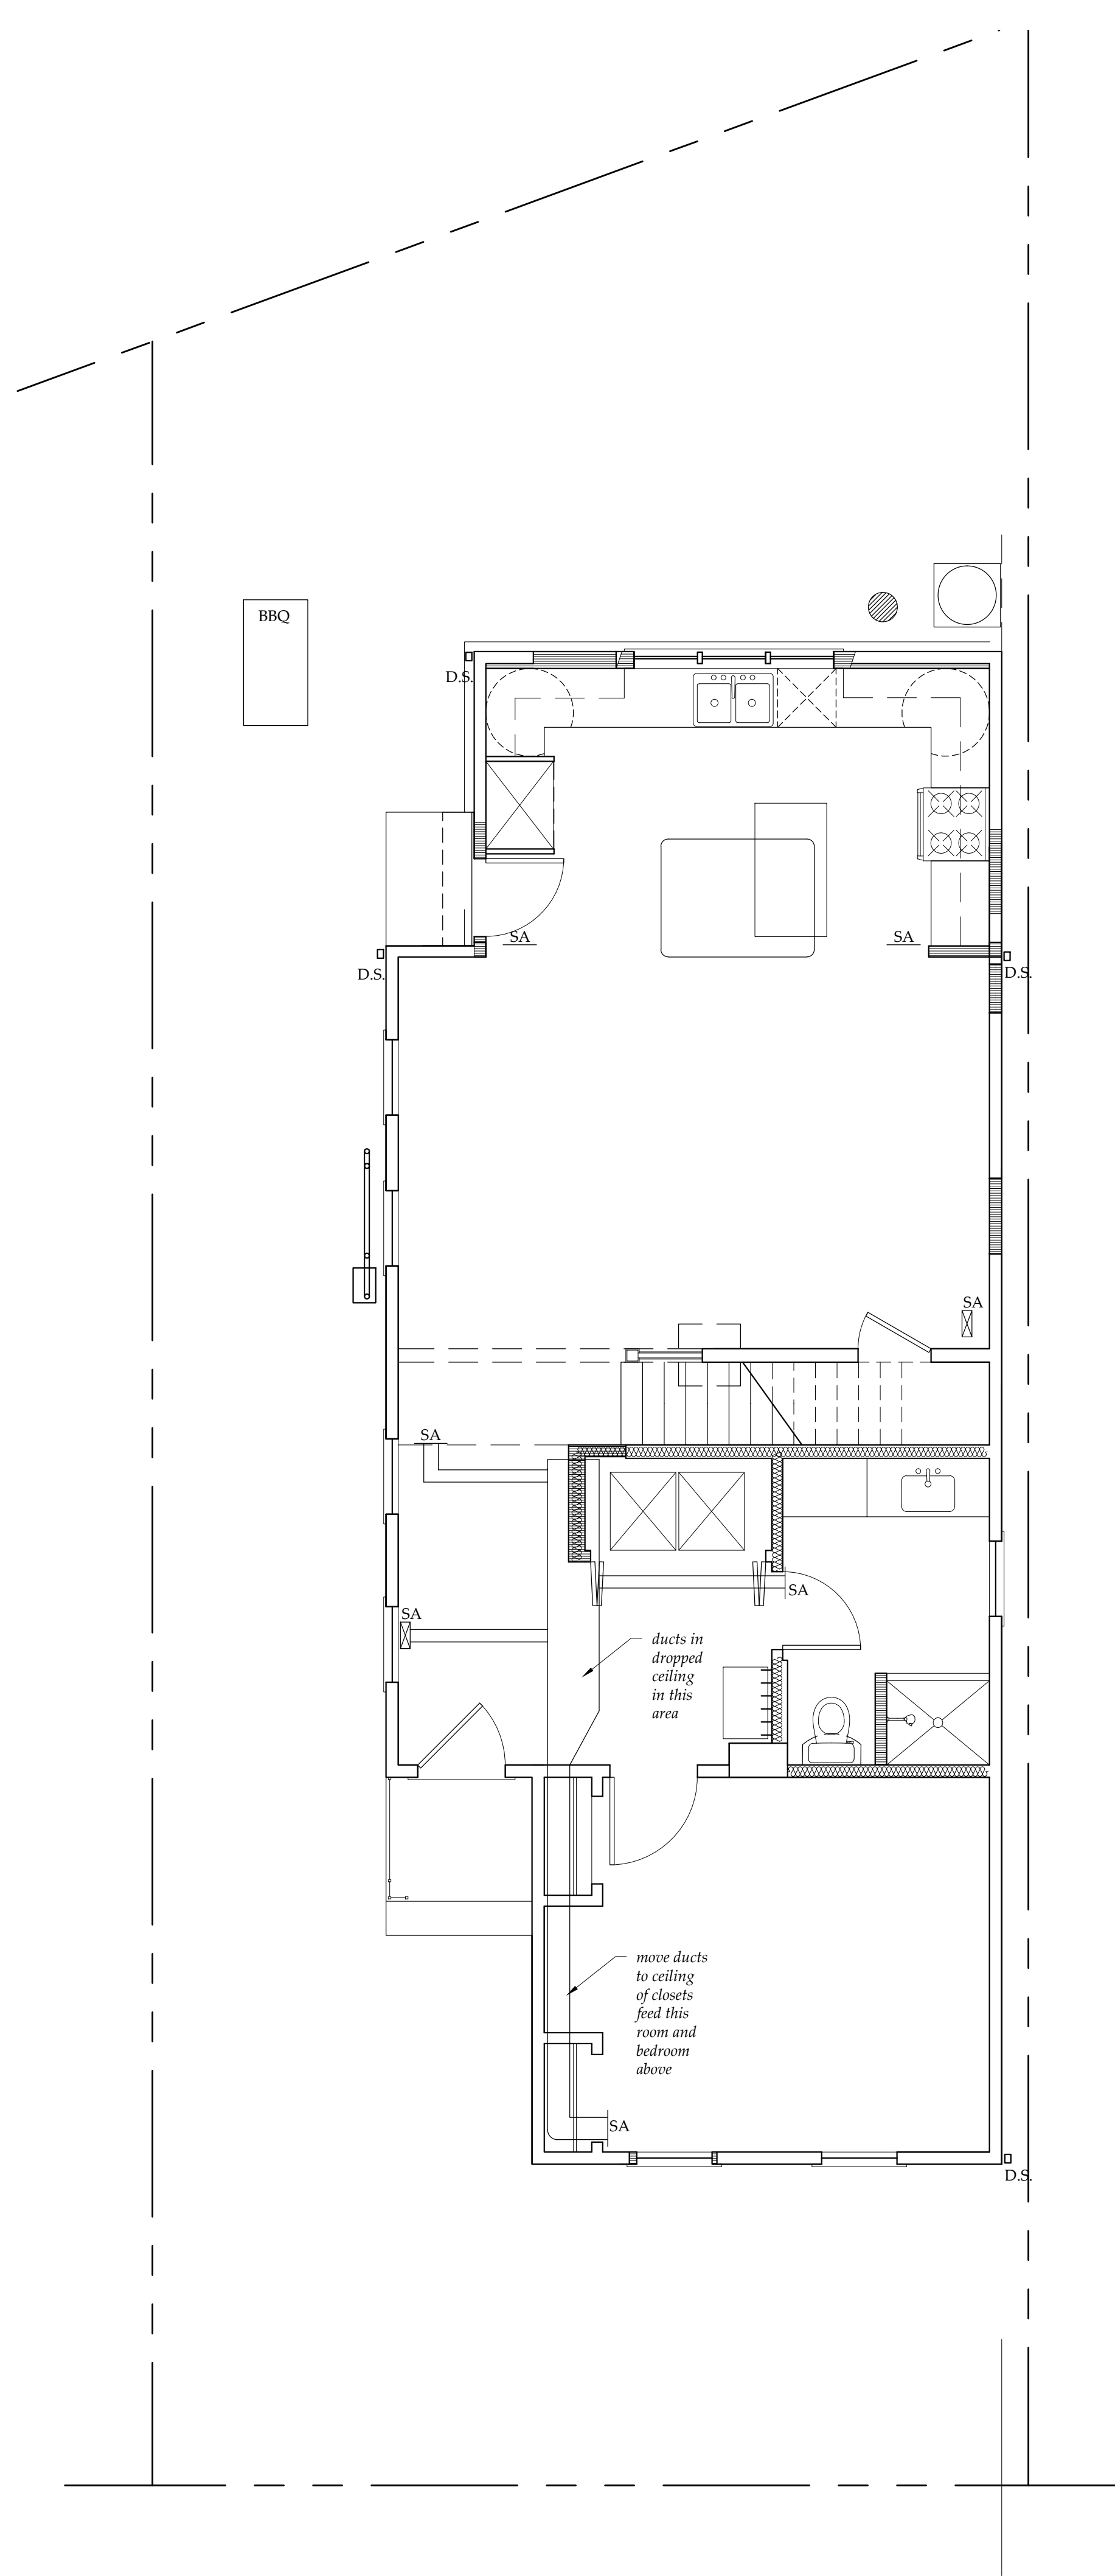 BBQ
D.S.
SA
SA
D.S.
D.S.
SA
SA
SA
SA
ducts in
dropped
ceiling
in this
area
move ducts
to ceiling
of closets
feed this
room and
bedroom
above
SA
D.S.